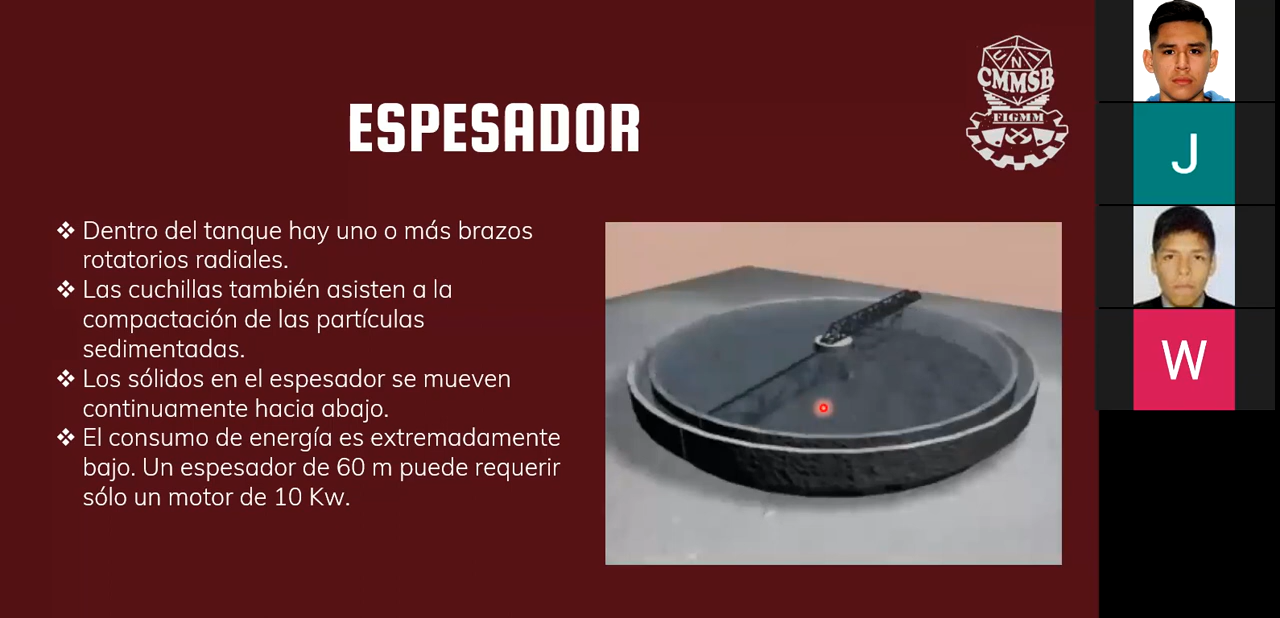 UNI
CMMSB
FIGMM
ESPESADOR
❖ Dentro del tanque hay uno o más brazos
rotatorios radiales.
❖ Las cuchillas también asisten a la
compactación de las partículas
sedimentadas.
❖ Los sólidos en el espesador se mueven
continuamente hacia abajo.
❖ El consumo de energía es extremadamente
bajo. Un espesador de 60 m puede requerir
sólo un motor de 10 Kw.
J
W